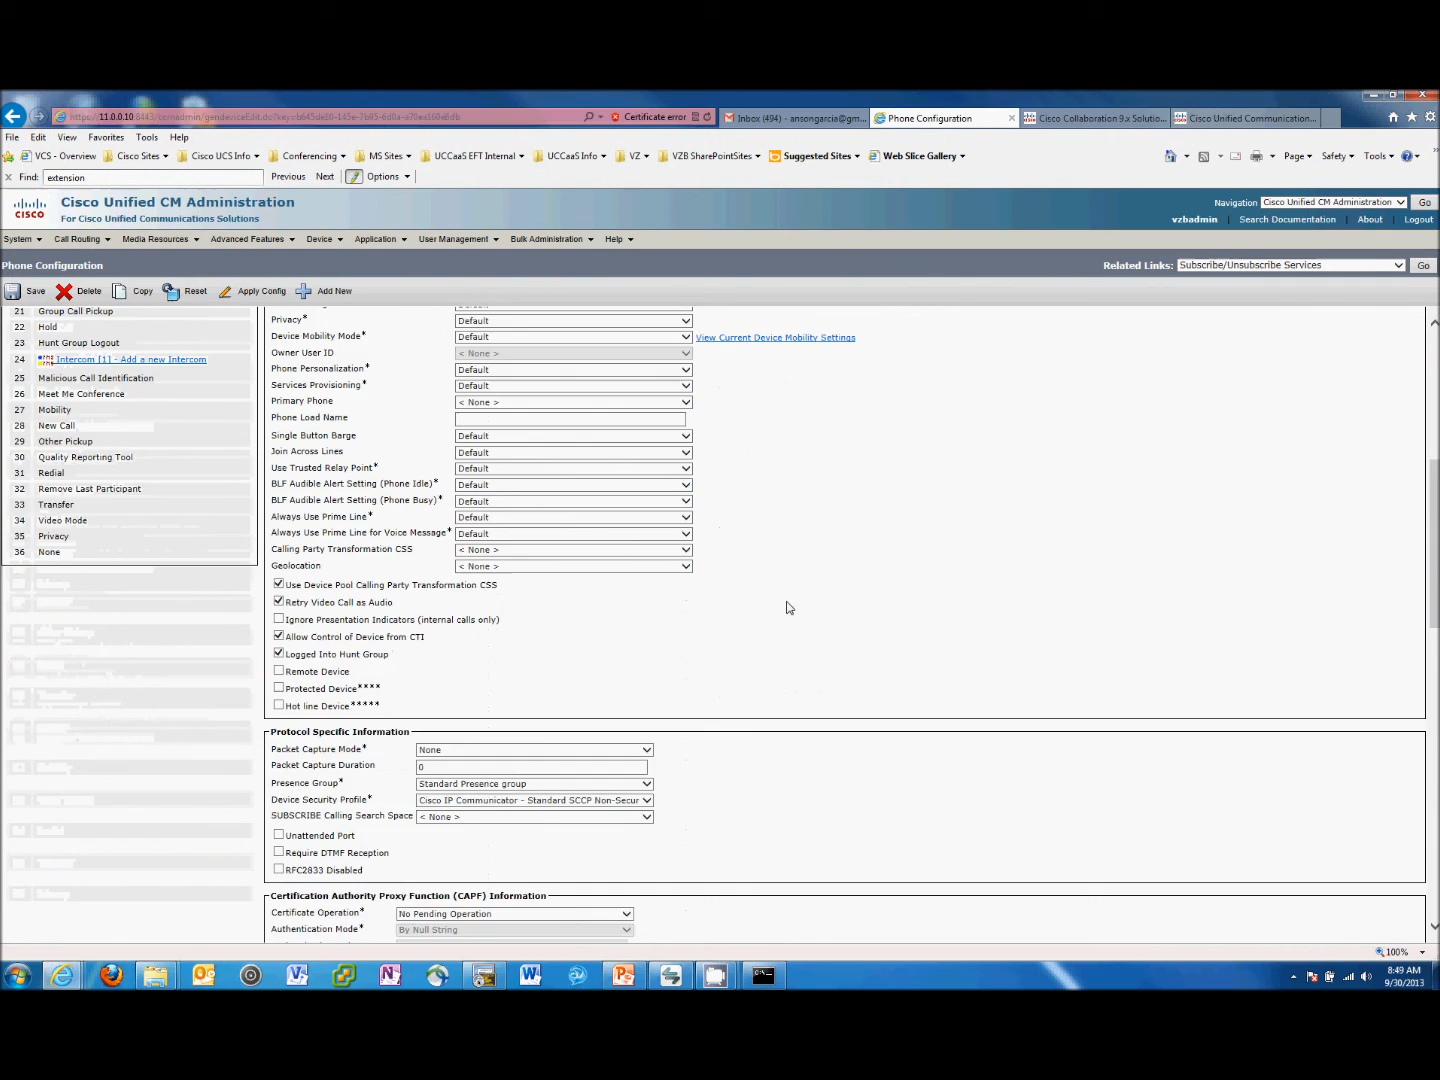 https://11.0.0.10:8443/ccmadmin/gendeviceEdit.do?key= Certificate error
Inbox (494) - ansongarcia@gm...
Phone Configuration
Cisco Collaboration 9.x Solutio...
Cisco Unified Communication...
File Edit View Favorites Tools Help
VCS - Overview Cisco Sites Cisco UCS Info Conferencing MS Sites UCCaaS EFT Internal UCCaaS Info VZ VZB SharePointSites Suggested Sites Web Slice Gallery Page Safety Tools
Find: extension Previous Next Options
CISCO
Cisco Unified CM Administration
For Cisco Unified Communications Solutions
Navigation Cisco Unified CM Administration Go
vzbadmin Search Documentation About Logout
System Call Routing Media Resources Advanced Features Device Application User Management Bulk Administration Help
Phone Configuration
Related Links: Subscribe/Unsubscribe Services Go
Save Delete Copy Reset Apply Config Add New
21 Group Call Pickup
22 Hold
23 Hunt Group Logout
24 Intercom [1] - Add a new Intercom
25 Malicious Call Identification
26 Meet Me Conference
27 Mobility
28 New Call
29 Other Pickup
30 Quality Reporting Tool
31 Redial
32 Remove Last Participant
33 Transfer
34 Video Mode
35 Privacy
36 None
Privacy* Default
Device Mobility Mode* Default View Current Device Mobility Settings
Owner User ID < None >
Phone Personalization* Default
Services Provisioning* Default
Primary Phone < None >
Phone Load Name
Single Button Barge Default
Join Across Lines Default
Use Trusted Relay Point* Default
BLF Audible Alert Setting (Phone Idle)* Default
BLF Audible Alert Setting (Phone Busy)* Default
Always Use Prime Line* Default
Always Use Prime Line for Voice Message* Default
Calling Party Transformation CSS < None >
Geolocation < None >
Use Device Pool Calling Party Transformation CSS
Retry Video Call as Audio
Ignore Presentation Indicators (internal calls only)
Allow Control of Device from CTI
Logged Into Hunt Group
Remote Device
Protected Device****
Hot line Device*****
Protocol Specific Information
Packet Capture Mode* None
Packet Capture Duration 0
Presence Group* Standard Presence group
Device Security Profile* Cisco IP Communicator - Standard SCCP Non-Secur
SUBSCRIBE Calling Search Space < None >
Unattended Port
Require DTMF Reception
RFC2833 Disabled
Certification Authority Proxy Function (CAPF) Information
Certificate Operation* No Pending Operation
Authentication Mode* By Null String
100%
8:49 AM
9/30/2013